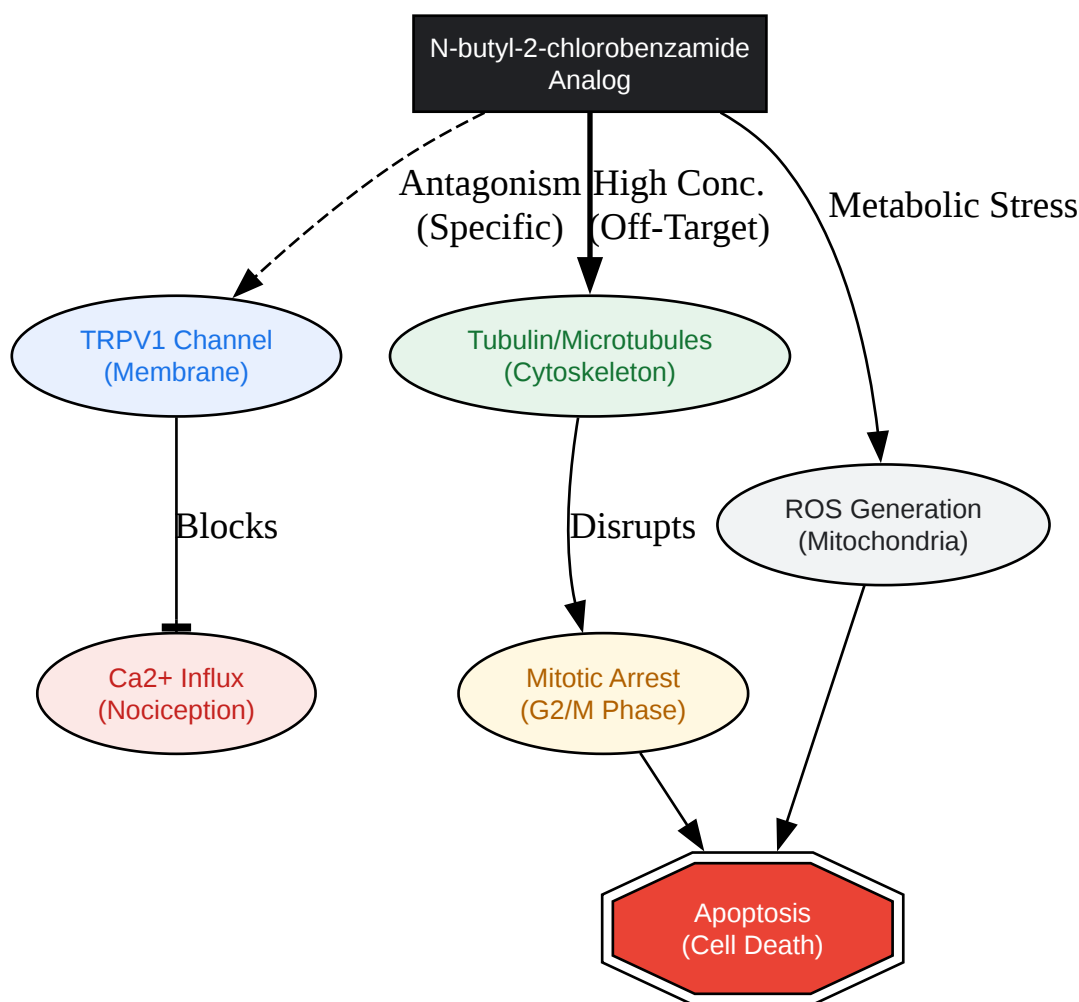 N-butyl-2-chlorobenzamide
Analog
Antagonism
(Specific)
High Conc.
(Off-Target)
Metabolic Stress
TRPV1 Channel
(Membrane)
Tubulin/Microtubules
(Cytoskeleton)
Blocks
Disrupts
ROS Generation
(Mitochondria)
Ca2+ Influx
(Nociception)
Mitotic Arrest
(G2/M Phase)
Apoptosis
(Cell Death)